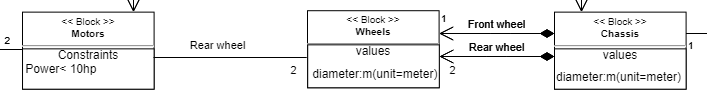 << Block >>
Motors
2
Constraints
Power< 10hp
Rear wheel
2
<< Block >>
Wheels
values
diameter:m(unit=meter)
1
Front wheel
Rear wheel
2
<< Block >>
Chassis
values
diameter:m(unit=meter)
1